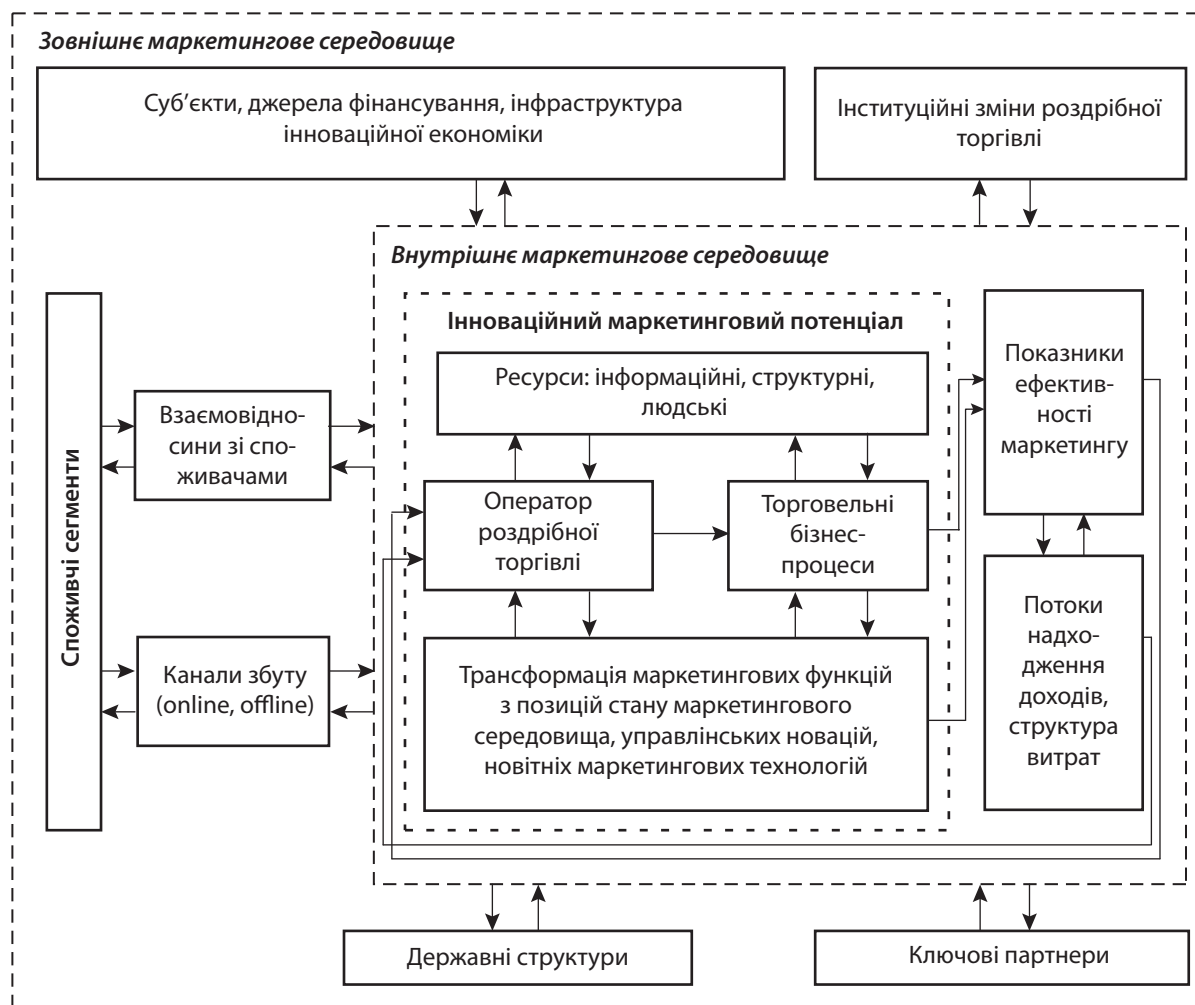 Зовнішнє маркетингове середовище
Суб’єкти, джерела фінансування, інфраструктура
інноваційної економіки
Інституційні зміни роздрібної
торгівлі
Внутрішнє маркетингове середовище
Споживчі сегменти
Взаємовідно-
сини зі спо-
живачами
Канали збуту
(online, offline)
Інноваційний маркетинговий потенціал
Ресурси: інформаційні, структурні,
людські
Оператор
роздрібної
торгівлі
Торговельні
бізнес-
процеси
Трансформація маркетингових функцій
з позицій стану маркетингового
середовища, управлінських новацій,
новітніх маркетингових технологій
Показники
ефектив-
ності
маркетингу
Потоки
надхо-
дження
доходів,
структура
витрат
Державні структури
Ключові партнери